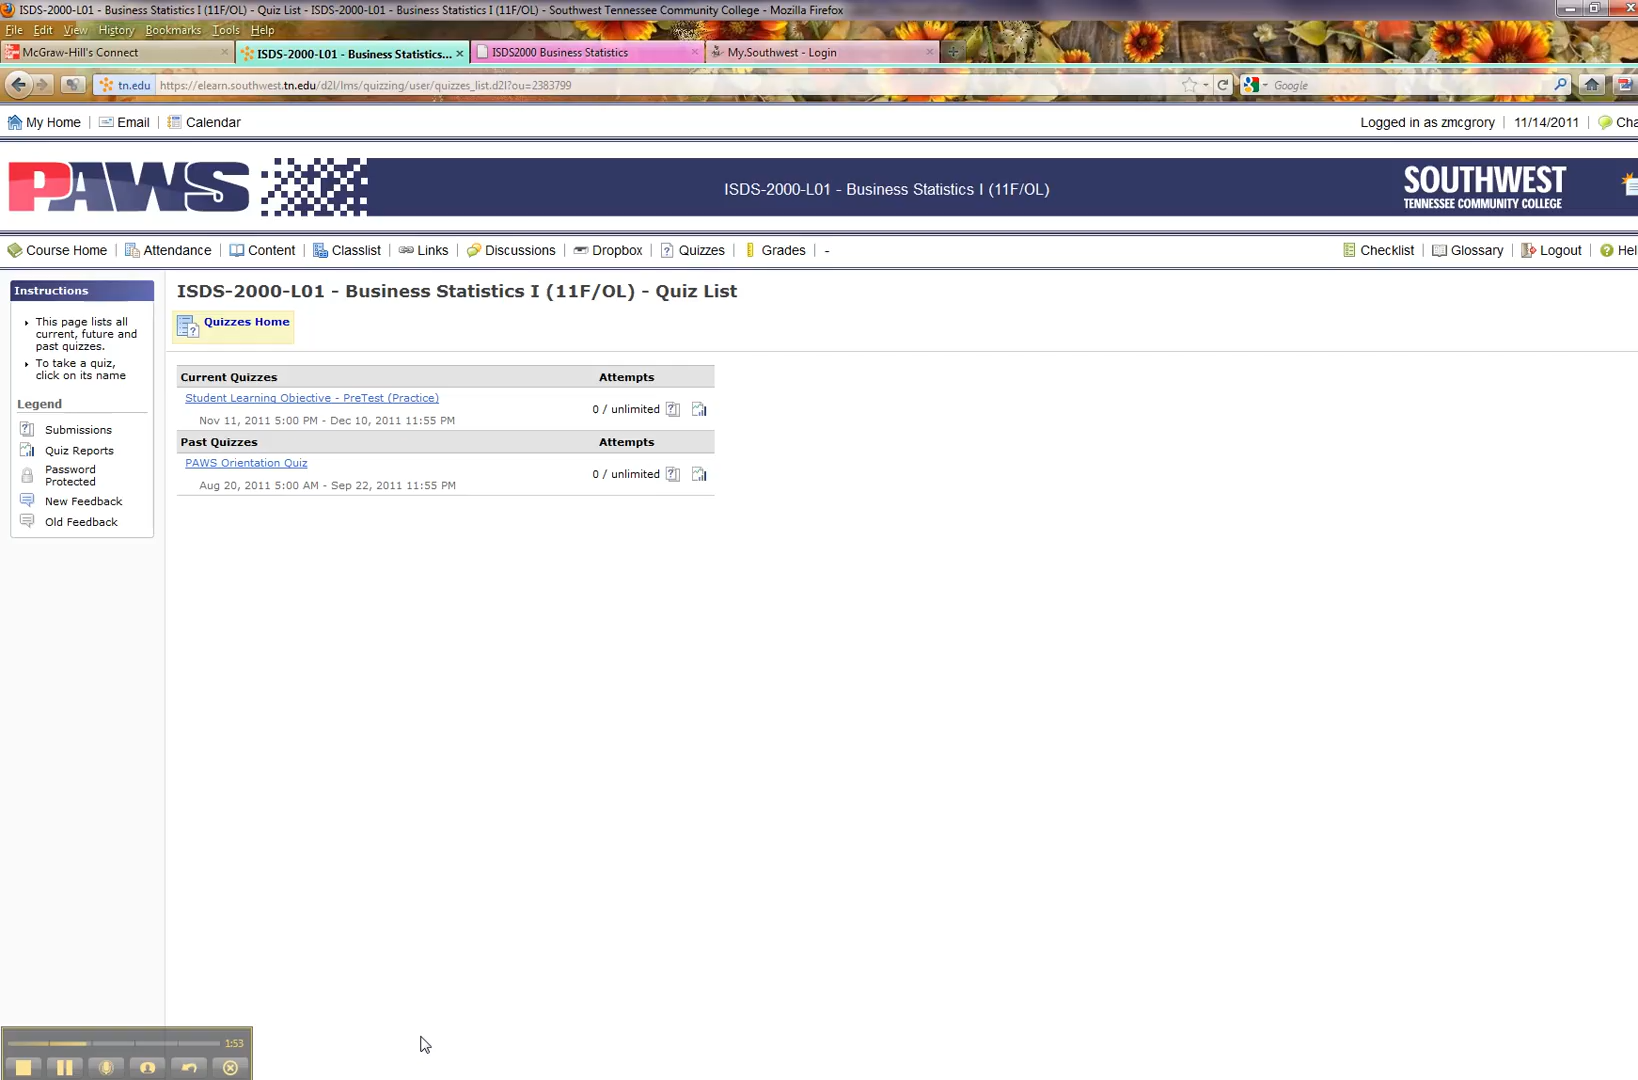 ISDS-2000-L01 - Business Statistics I (11F/OL) - Quiz List - ISDS-2000-L01 - Business Statistics I (11F/OL) - Southwest Tennessee Community College - Mozilla Firefox
File Edit View History Bookmarks Tools Help
McGraw-Hill's Connect ISDS-2000-L01 - Business Statistics... ISDS2000 Business Statistics My.Southwest - Login
tn.edu https://elearn.southwest.tn.edu/d2l/lms/quizzing/user/quizzes_list.d2l?ou=2383799 Google
My Home Email Calendar Logged in as zmcgrory 11/14/2011 Cha
PAWS ISDS-2000-L01 - Business Statistics I (11F/OL) SOUTHWEST
TENNESSEE COMMUNITY COLLEGE
Course Home Attendance Content Classlist Links Discussions Dropbox Quizzes Grades - Checklist Glossary Logout Hel
Instructions
This page lists all
current, future and
past quizzes.
To take a quiz,
click on its name
Legend
Submissions
Quiz Reports
Password
Protected
New Feedback
Old Feedback
ISDS-2000-L01 - Business Statistics I (11F/OL) - Quiz List
Quizzes Home
Current Quizzes Attempts
Student Learning Objective - PreTest (Practice)
0 / unlimited
Nov 11, 2011 5:00 PM - Dec 10, 2011 11:55 PM
Past Quizzes Attempts
PAWS Orientation Quiz
0 / unlimited
Aug 20, 2011 5:00 AM - Sep 22, 2011 11:55 PM
1:53